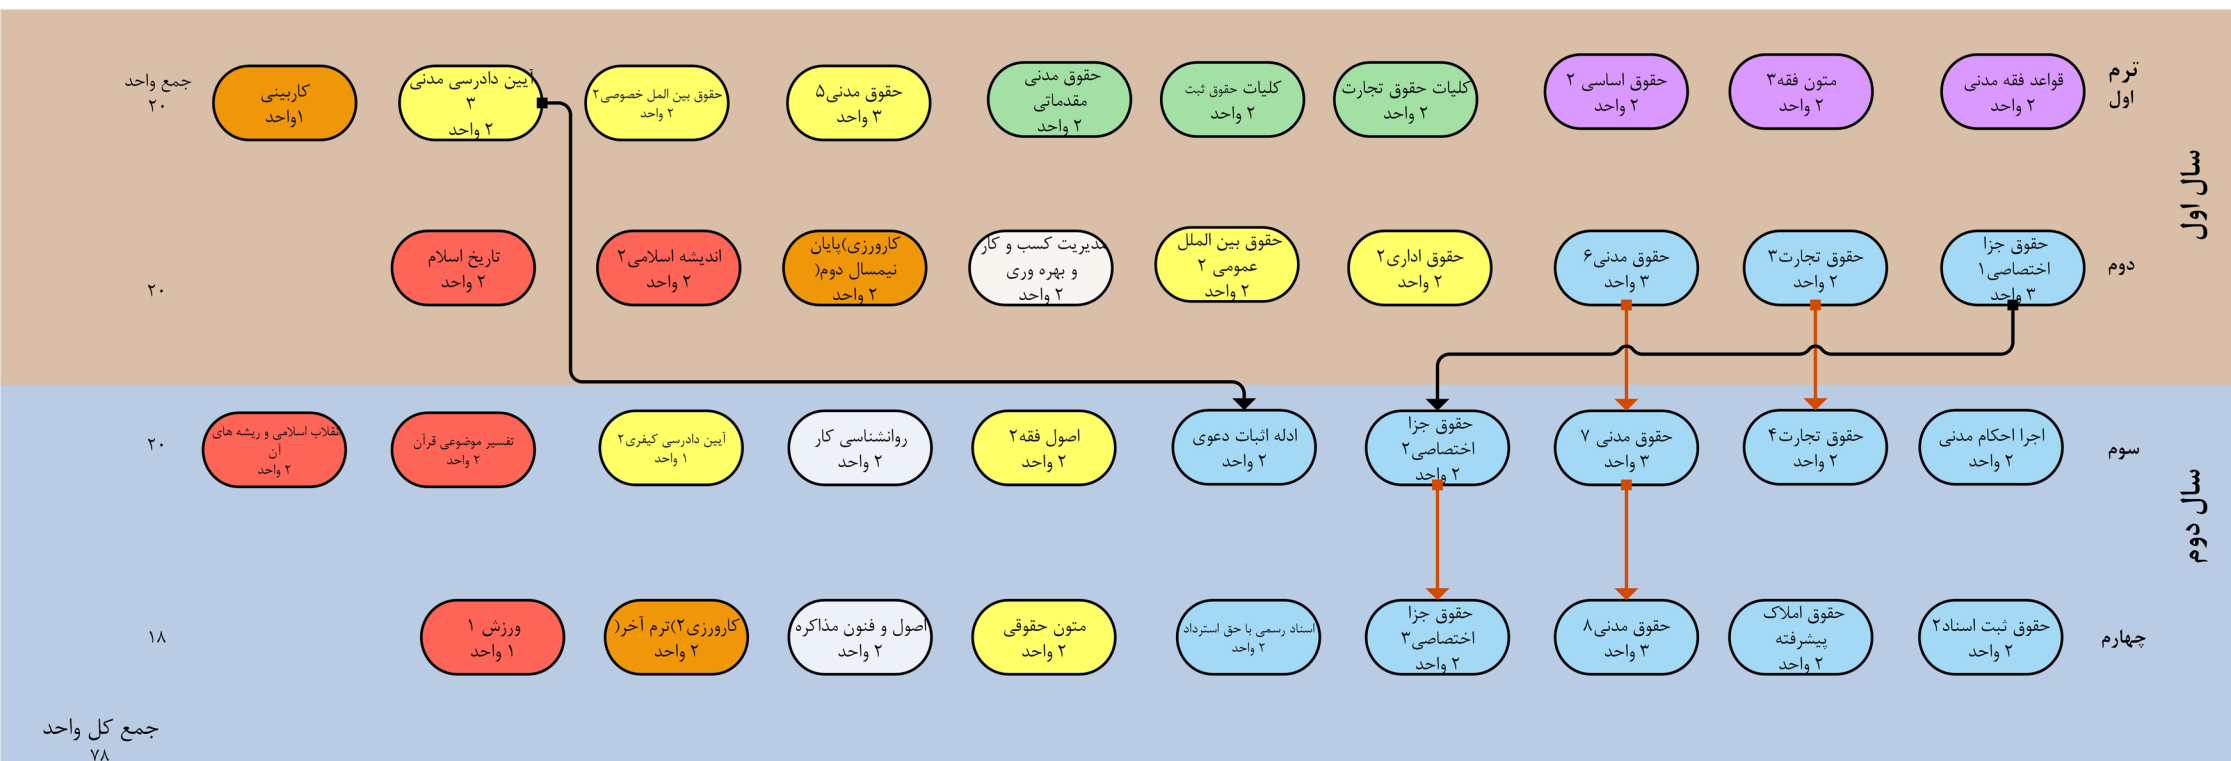 ترم
اول
قواعد فقه مدنی
۲ واحد
متون فقه۳
۲ واحد
حقوق اساسی ۲
۲ واحد
کلیات حقوق تجارت
۲ واحد
کلیات حقوق ثبت
۲ واحد
حقوق مدنی
مقدماتی
۲ واحد
حقوق مدنی۵
۳ واحد
حقوق بین المل خصوصی۲
۲ واحد
آیین دادرسی مدنی
۳
۲ واحد
کاربینی
۱واحد
جمع واحد
۲۰
سال اول
دوم
حقوق جزا
اختصاصی۱
۳ واحد
حقوق تجارت۳
۲ واحد
حقوق مدنی۶
۳ واحد
حقوق اداری۲
۲ واحد
حقوق بین الملل
عمومی ۲
۲ واحد
مدیریت کسب و کار
و بهره وری
۲ واحد
کارورزی)پایان
نیمسال دوم(
۲ واحد
اندیشه اسلامی۲
۲ واحد
تاریخ اسلام
۲ واحد
۲۰
سوم
اجرا احکام مدنی
۲ واحد
حقوق تجارت۴
۲ واحد
حقوق مدنی ۷
۳ واحد
حقوق جزا
اختصاصی۲
۲ واحد
ادله اثبات دعوی
۲ واحد
اصول فقه۲
۲ واحد
روانشناسی کار
۲ واحد
آیین دادرسی کیفری۲
۱ واحد
تفسیر موضوعی قرآن
۲ واحد
انقلاب اسلامی و ریشه های
آن
۲ واحد
۲۰
سال دوم
چهارم
حقوق ثبت اسناد۲
۲ واحد
حقوق املاک
پیشرفته
۲ واحد
حقوق مدنی۸
۳ واحد
حقوق جزا
اختصاصی۳
۲ واحد
اسناد رسمی با حق استرداد
۲ واحد
متون حقوقی
۲ واحد
اصول و فنون مذاکره
۲ واحد
کارورزی۲)ترم آخر(
۲ واحد
ورزش ۱
۱ واحد
۱۸
جمع کل واحد
۷۸